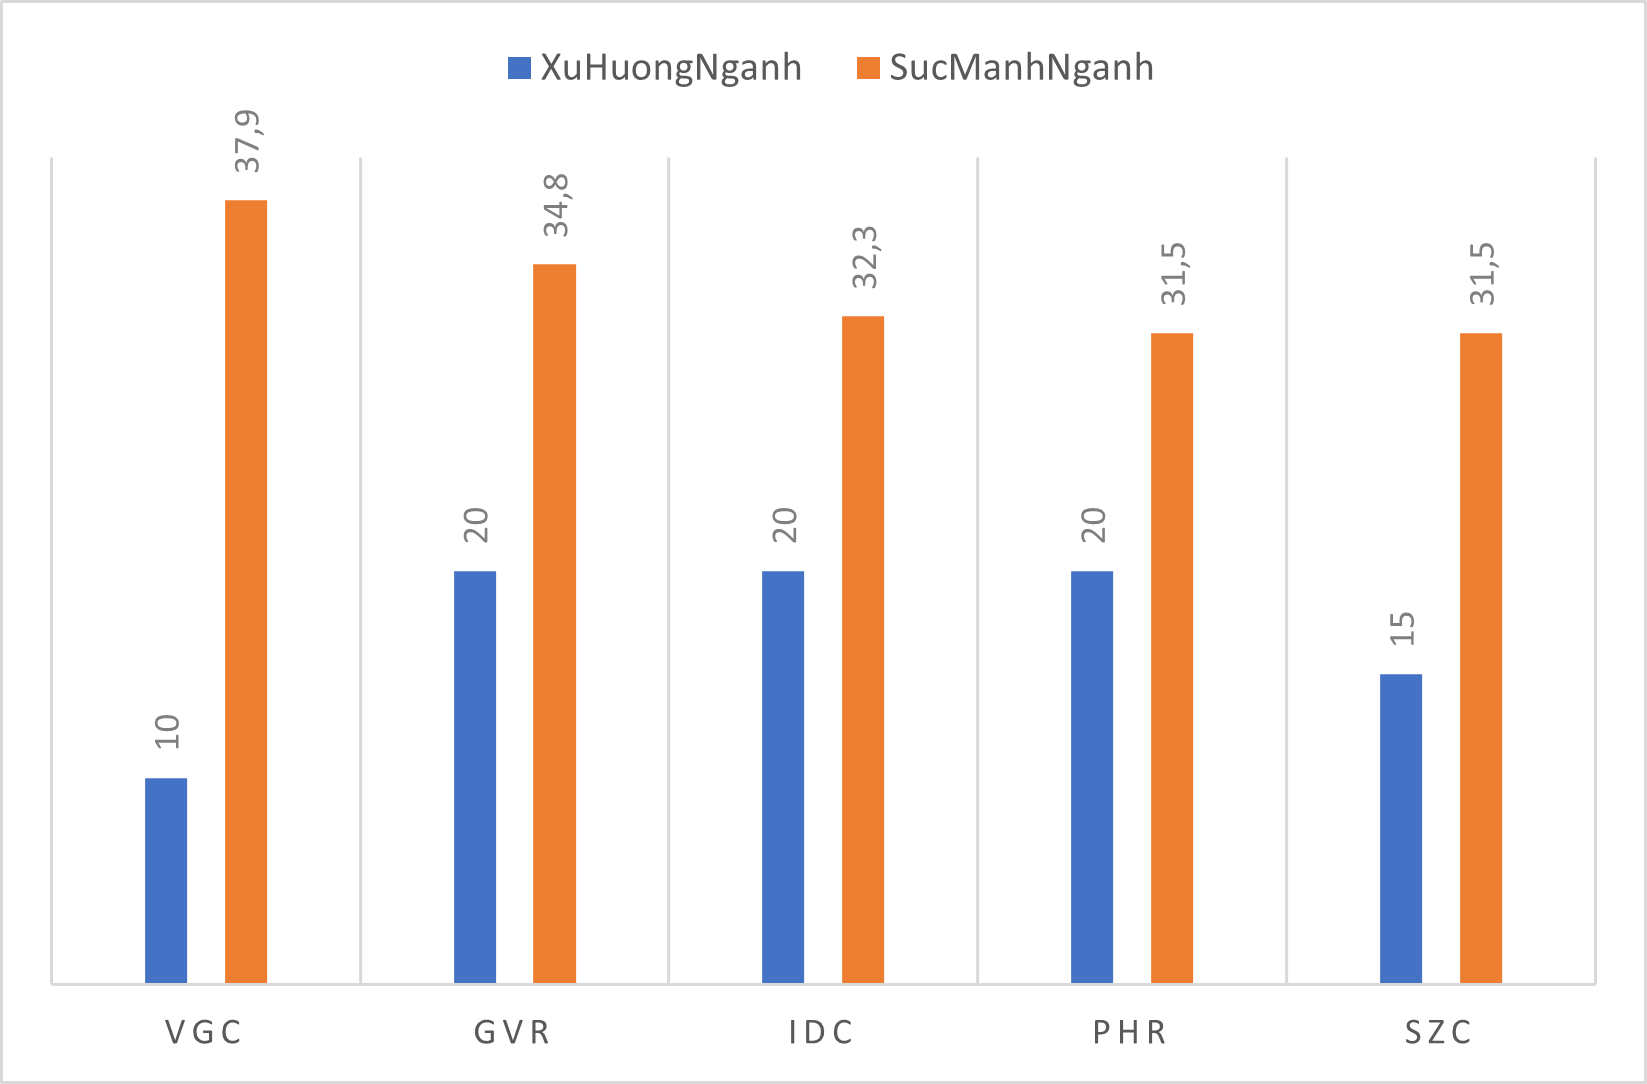 XuHuongNganh SucManhNganh
10 37,9
20 34,8
20 32,3
20 31,5
15 31,5
VGC GVR IDC PHR SZC